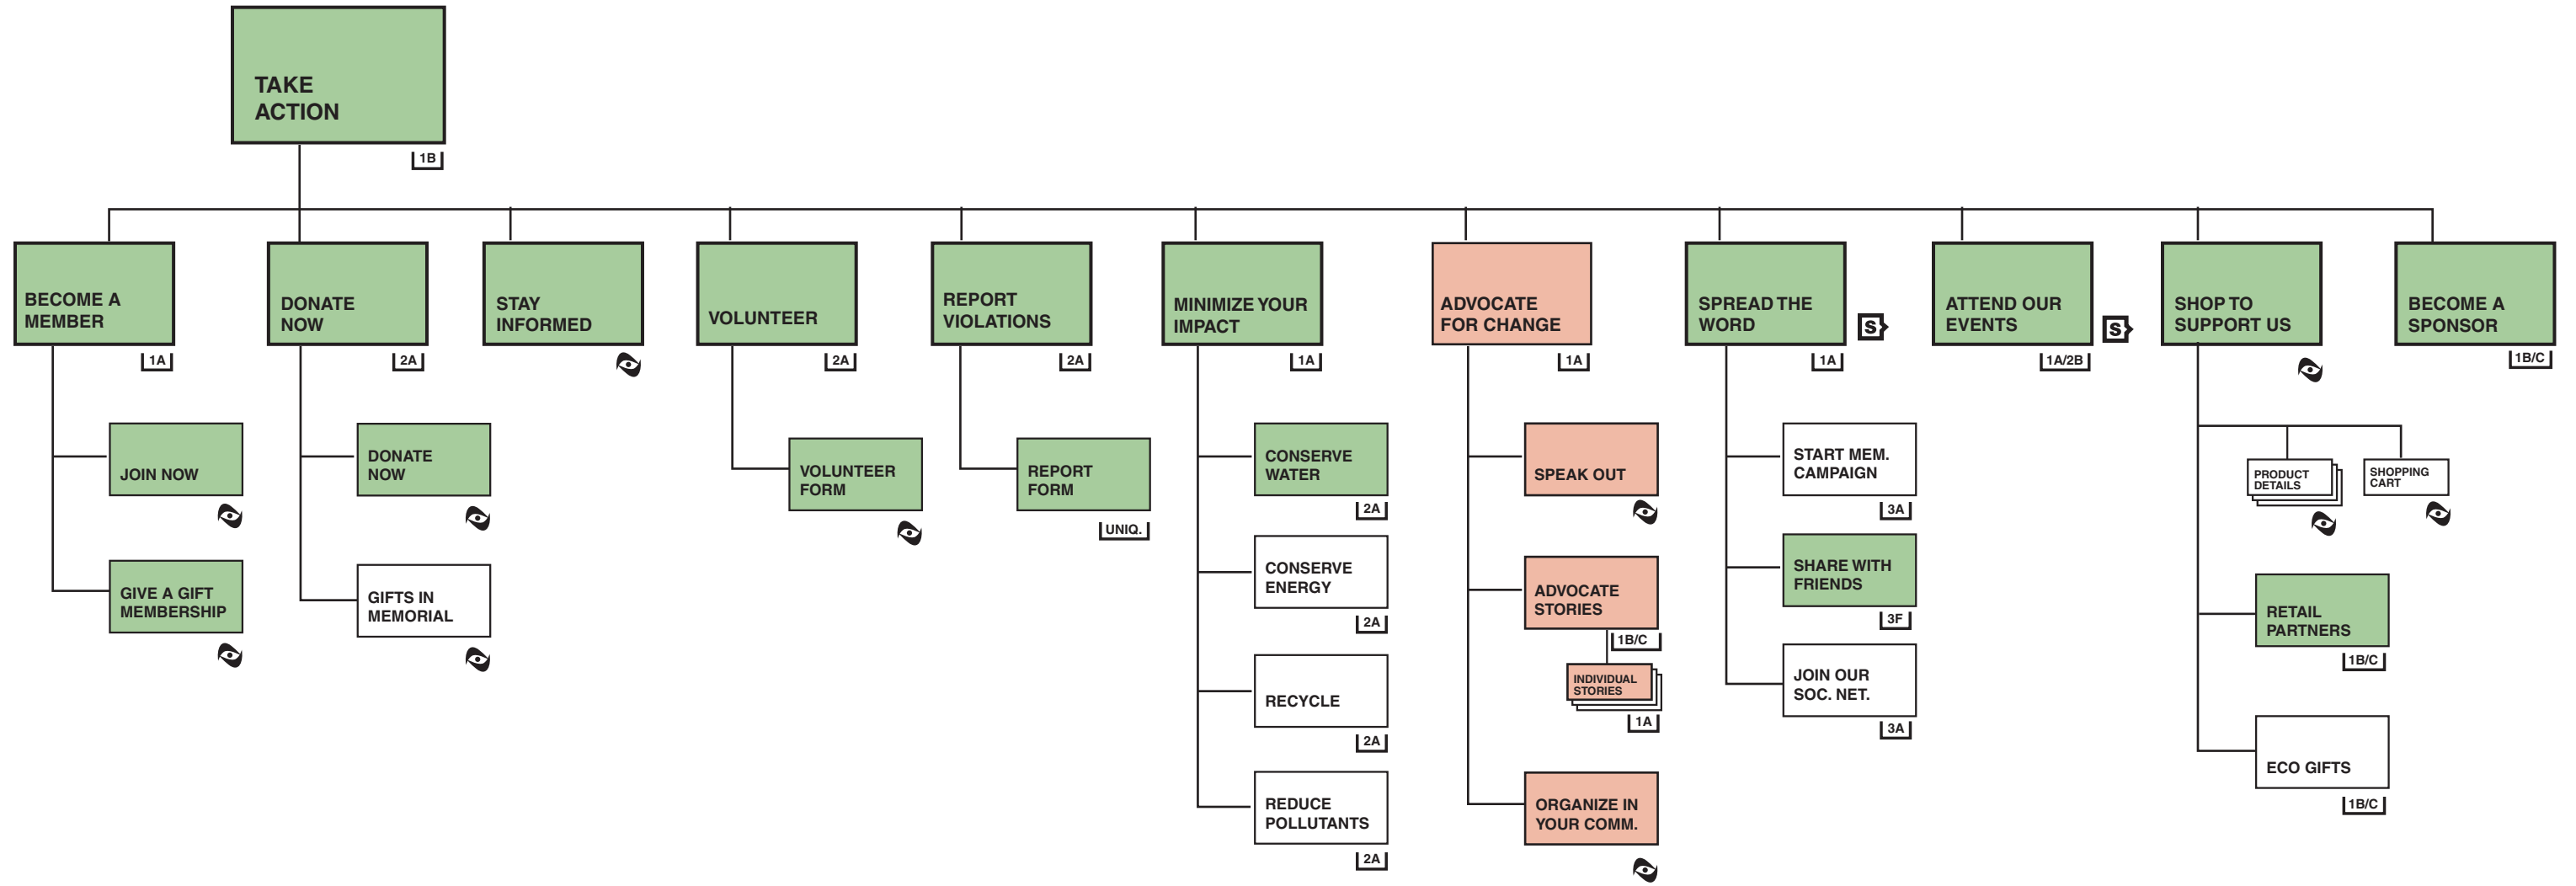 TAKE
ACTION
1B
BECOME A
MEMBER
1A
JOIN NOW
GIVE A GIFT
MEMBERSHIP
DONATE
NOW
2A
DONATE
NOW
GIFTS IN
MEMORIAL
STAY
INFORMED
VOLUNTEER
2A
VOLUNTEER
FORM
REPORT
VIOLATIONS
2A
REPORT
FORM
UNIQ.
MINIMIZE YOUR
IMPACT
1A
CONSERVE
WATER
2A
CONSERVE
ENERGY
2A
RECYCLE
2A
REDUCE
POLLUTANTS
2A
ADVOCATE
FOR CHANGE
1A
SPEAK OUT
ADVOCATE
STORIES
1B/C
INDIVIDUAL
STORIES
1A
ORGANIZE IN
YOUR COMM.
SPREAD THE
WORD
S
1A
START MEM.
CAMPAIGN
3A
SHARE WITH
FRIENDS
3F
JOIN OUR
SOC. NET.
3A
ATTEND OUR
EVENTS
S
1A/2B
SHOP TO
SUPPORT US
PRODUCT
DETAILS
SHOPPING
CART
RETAIL
PARTNERS
1B/C
ECO GIFTS
1B/C
BECOME A
SPONSOR
1B/C